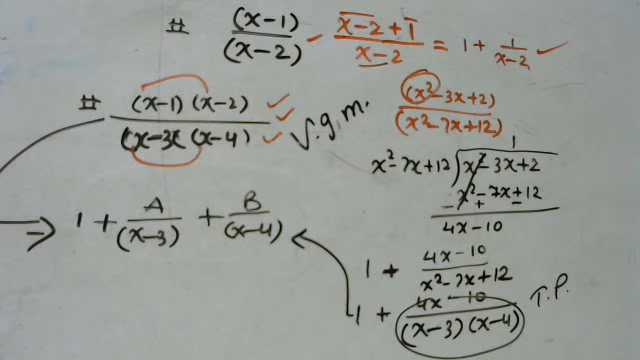 # (x-1)/(x-2) ✓ (x-2+1)/(x-2) = 1 + 1/(x-2) ✓
# (x-1)(x-2)/(x-3)(x-4) ✓ ✓ ✓ V.g.m.
(x²-3x+2)/(x²-7x+12)
1
x²-7x+12 ) x²-3x+2
x²-7x+12
- + -
4x-10
1 + A/(x-3) + B/(x-4)
1 + (4x-10)/(x²-7x+12)
1 + (4x-10)/(x-3)(x-4) T.P.